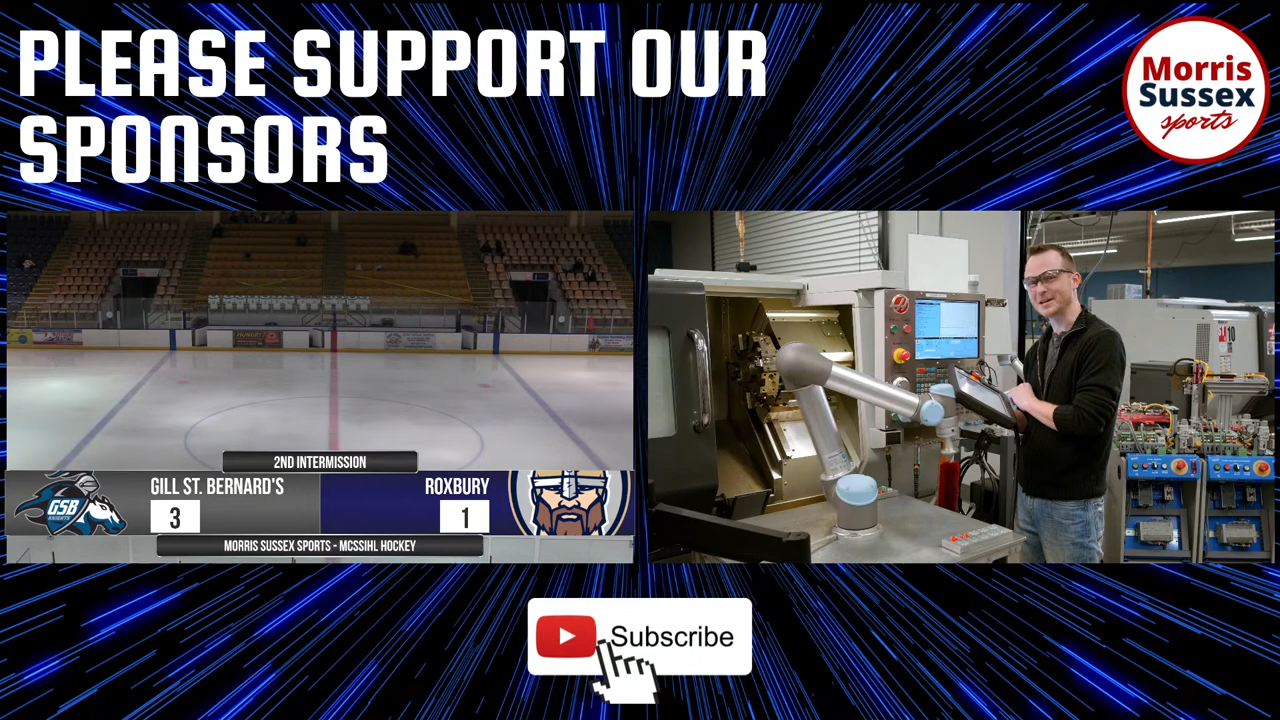 PLEASE SUPPORT OUR
SPONSORS
Morris
Sussex
sports
2ND INTERMISSION
GSB
KNIGHTS
GILL ST. BERNARD'S
3
ROXBURY
1
MORRIS SUSSEX SPORTS - MCSSIHL HOCKEY
Subscribe